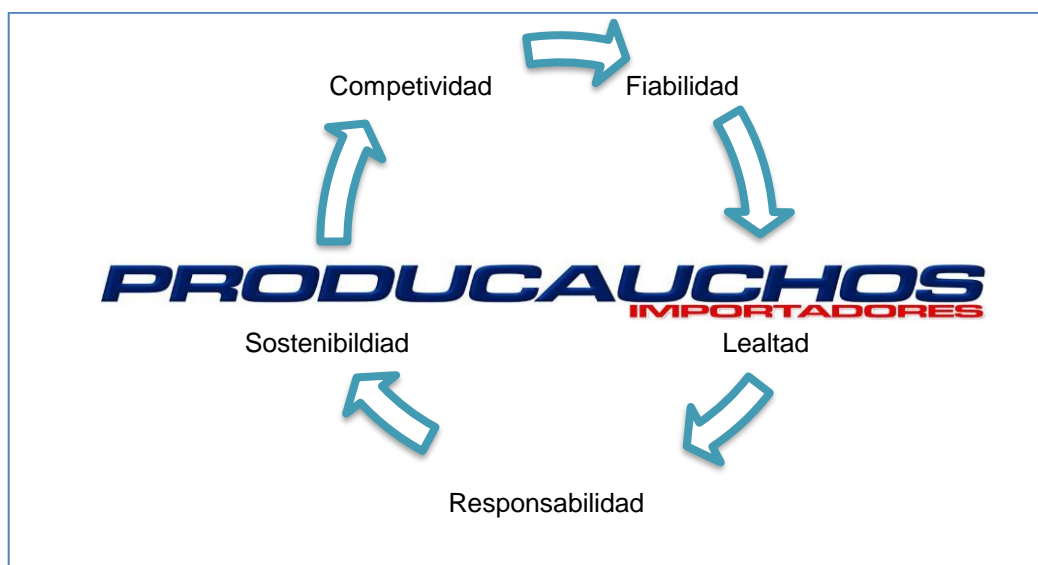 Competividad
Fiabilidad
PRODUCAUCHOS
IMPORTADORES
Sostenibildiad
Lealtad
Responsabilidad